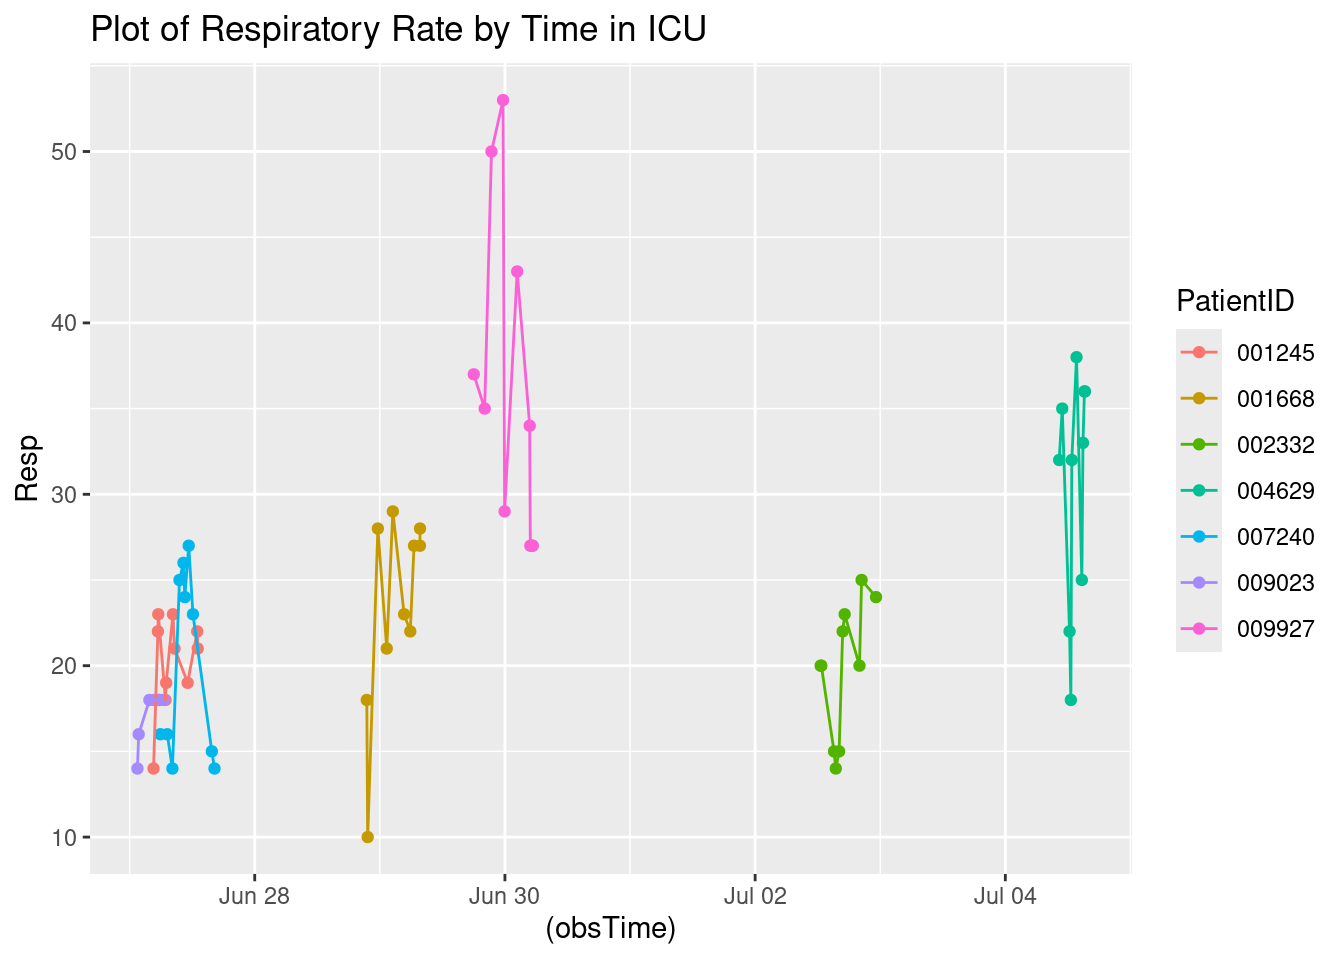 Plot of Respiratory Rate by Time in ICU
50
40
30
20
10
Resp
Jun 28
Jun 30
Jul 02
Jul 04
(obsTime)
PatientID
001245
001668
002332
004629
007240
009023
009927